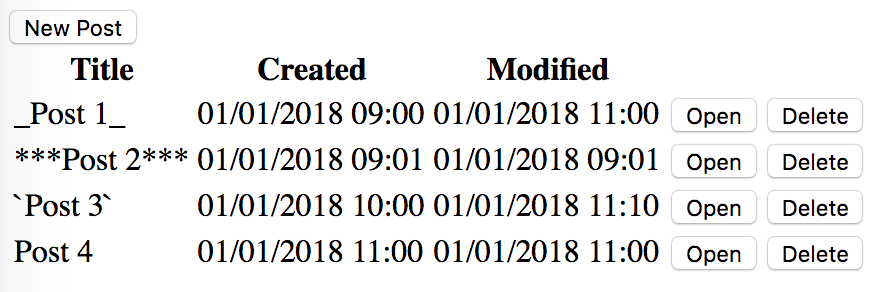 New Post
Title Created Modified
_Post 1_ 01/01/2018 09:00 01/01/2018 11:00 Open Delete
***Post 2*** 01/01/2018 09:01 01/01/2018 09:01 Open Delete
`Post 3` 01/01/2018 10:00 01/01/2018 11:10 Open Delete
Post 4 01/01/2018 11:00 01/01/2018 11:00 Open Delete